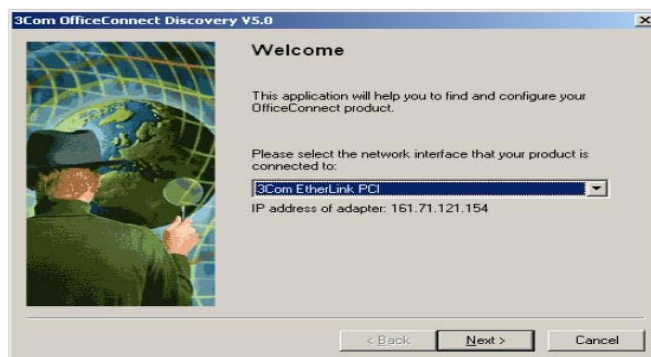 3Com OfficeConnect Discovery V5.0
Welcome
This application will help you to find and configure your
OfficeConnect product.
Please select the network interface that your product is
connected to:
3Com EtherLink PCI
IP address of adapter: 161.71.121.154
< Back
Next >
Cancel